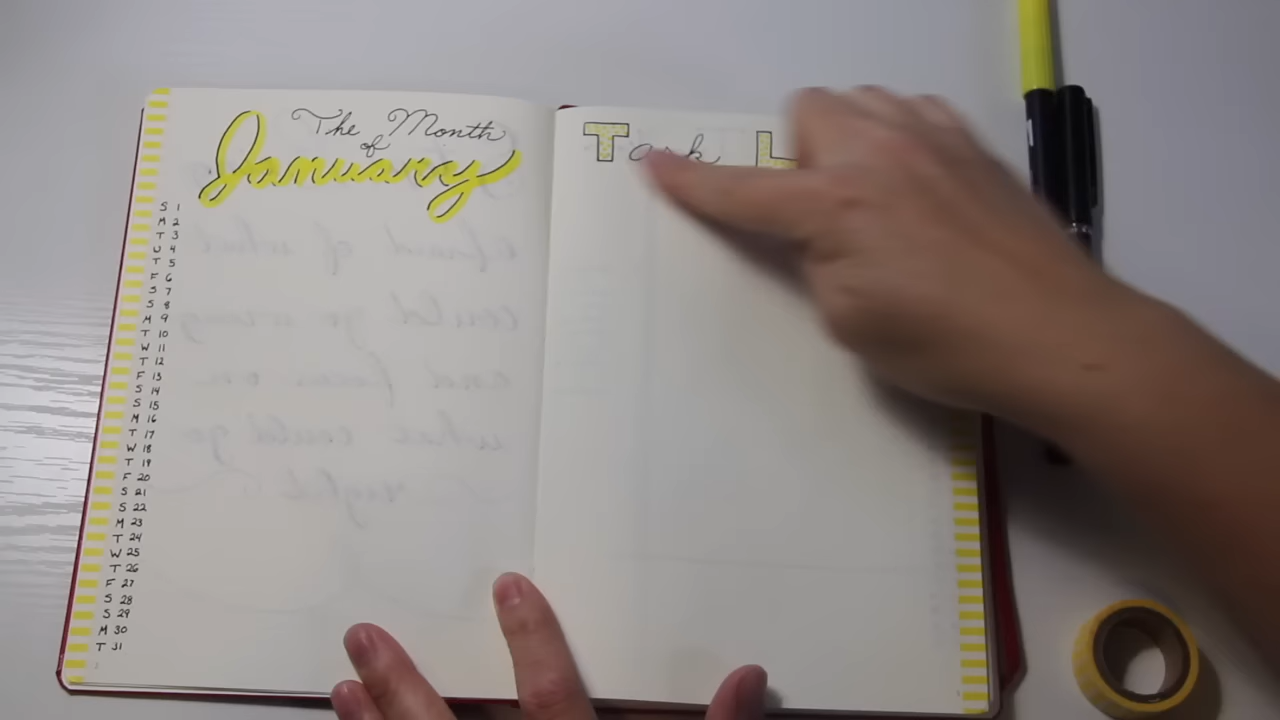 The Month
of
January
S 1
M 2
T 3
W 4
T 5
F 6
S 7
S 8
M 9
T 10
W 11
T 12
F 13
S 14
S 15
M 16
T 17
W 18
T 19
F 20
S 21
S 22
M 23
T 24
W 25
T 26
F 27
S 28
S 29
M 30
T 31
Task L